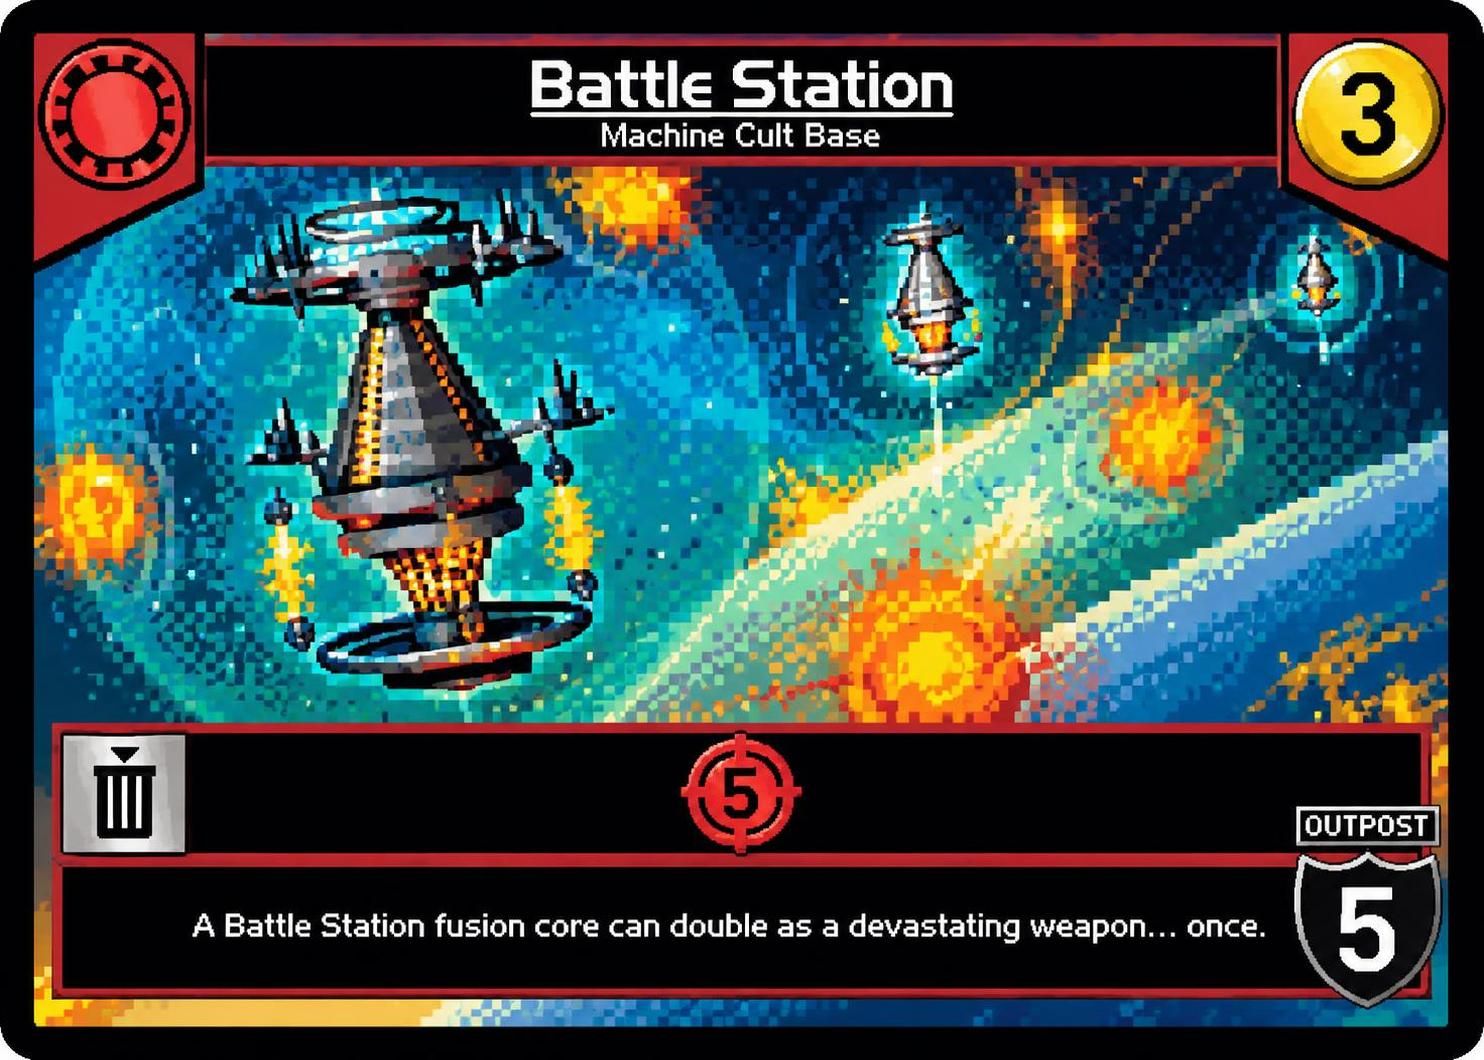 Battle Station
3
Machine Cult Base
5
OUTPOST
A Battle Station fusion core can double as a devastating weapon... once.
5